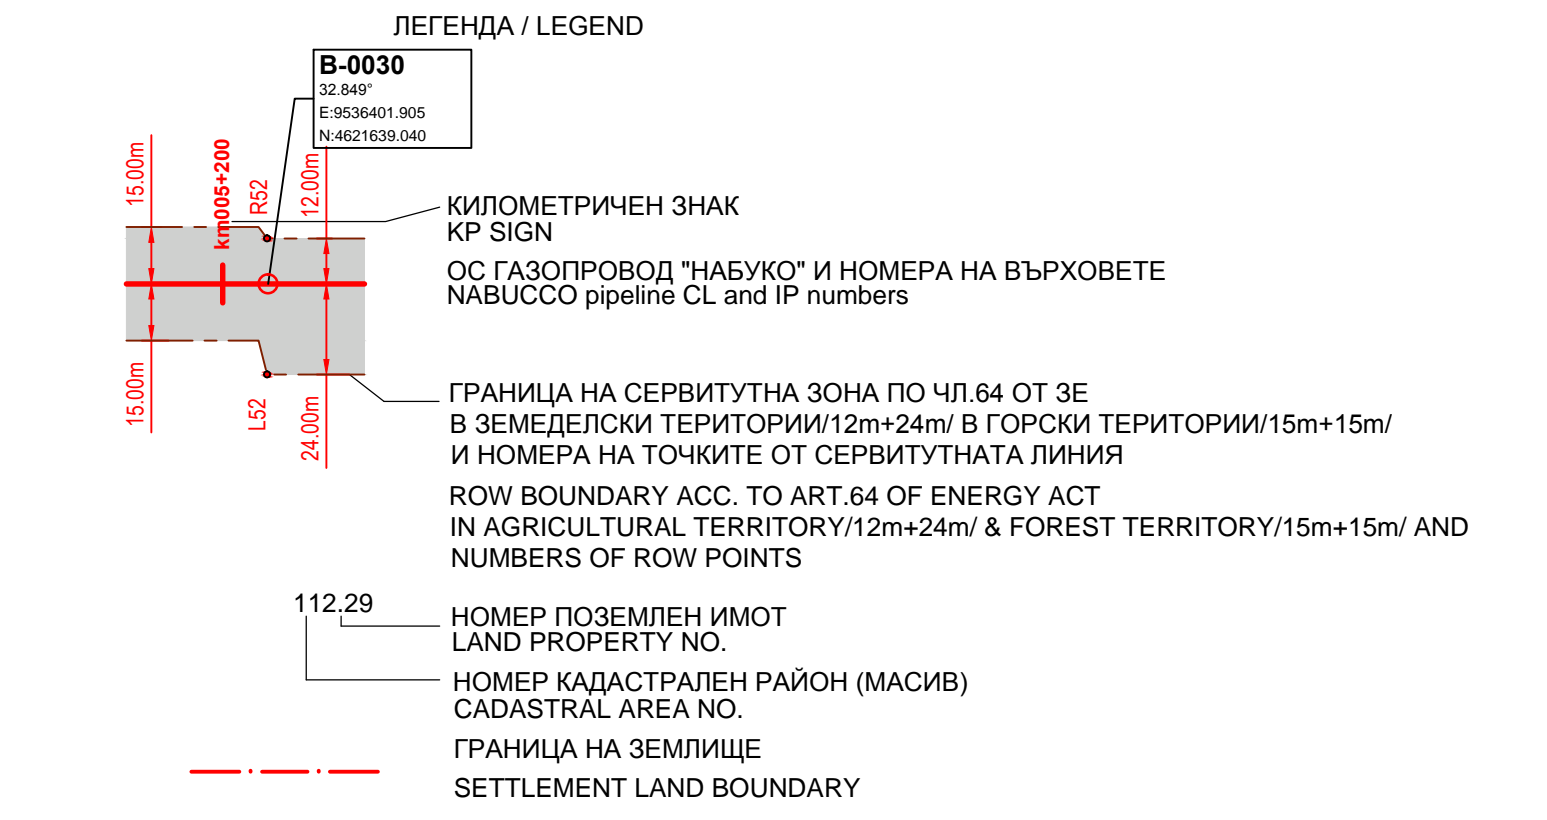 ЛЕГЕНДА / LEGEND
B-0030
32.849°
E:9536401.905
N:4621639.040
15.00m
km005+200
R52
12.00m
КИЛОМЕТРИЧЕН ЗНАК
KP SIGN
ОС ГАЗОПРОВОД "НАБУКО" И НОМЕРА НА ВЪРХОВЕТЕ
NABUCCO pipeline CL and IP numbers
15.00m
L52
24.00m
ГРАНИЦА НА СЕРВИТУТНА ЗОНА ПО ЧЛ.64 ОТ ЗЕ
В ЗЕМЕДЕЛСКИ ТЕРИТОРИИ/12m+24m/ В ГОРСКИ ТЕРИТОРИИ/15m+15m/
И НОМЕРА НА ТОЧКИТЕ ОТ СЕРВИТУТНАТА ЛИНИЯ
ROW BOUNDARY ACC. TO ART.64 OF ENERGY ACT
IN AGRICULTURAL TERRITORY/12m+24m/ & FOREST TERRITORY/15m+15m/ AND
NUMBERS OF ROW POINTS
112.29
НОМЕР ПОЗЕМЛЕН ИМОТ
LAND PROPERTY NO.
НОМЕР КАДАСТРАЛЕН РАЙОН (МАСИВ)
CADASTRAL AREA NO.
ГРАНИЦА НА ЗЕМЛИЩЕ
SETTLEMENT LAND BOUNDARY